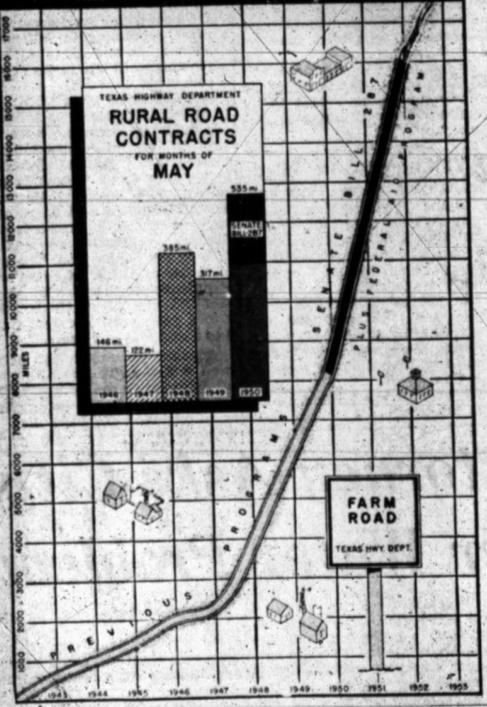 TEXAS HIGHWAY DEPARTMENT
RURAL ROAD
CONTRACTS
FOR MONTHS OF
MAY
535 mi.
SENATE
BILL 287
385 mi.
317 mi.
146 mi.
122 mi.
1946
1947
1948
1949
1950
17000
16000
15000
14000
13000
12000
11000
10000
9000
8000
7000
6000
5000
4000
3000
2000
1000
MILES
SENATE BILL 287
PLUS FEDERAL AID PROGRAM
PREVIOUS PROGRAMS
FARM
ROAD
TEXAS HWY. DEPT.
1943
1944
1945
1946
1947
1948
1949
1950
1951
1952
1953